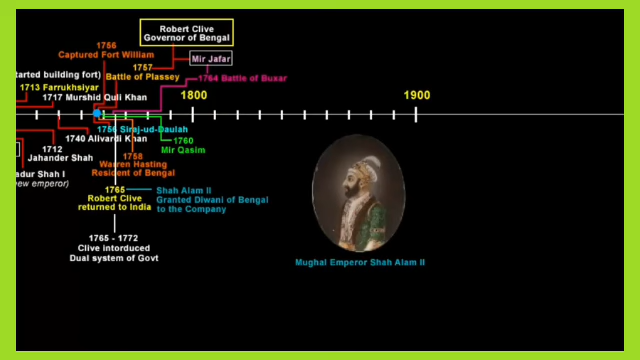 Robert Clive
Governor of Bengal
1756
Captured Fort William
Mir Jafar
1757
Battle of Plassey
tarted building fort)
1764 Battle of Buxar
1713 Farrukhsiyar
1717 Murshid Quli Khan
1800
1900
1756 Siraj-ud-Daulah
1740 Alivardi Khan
1760
Mir Qasim
1712
Jahander Shah
1758
Warren Hasting
Resident of Bengal
adur Shah I
new emperor)
1765
Robert Clive
returned to India
Shah Alam II
Granted Diwani of Bengal
to the Company
1765 - 1772
Clive intorduced
Dual system of Govt
Mughal Emperor Shah Alam II